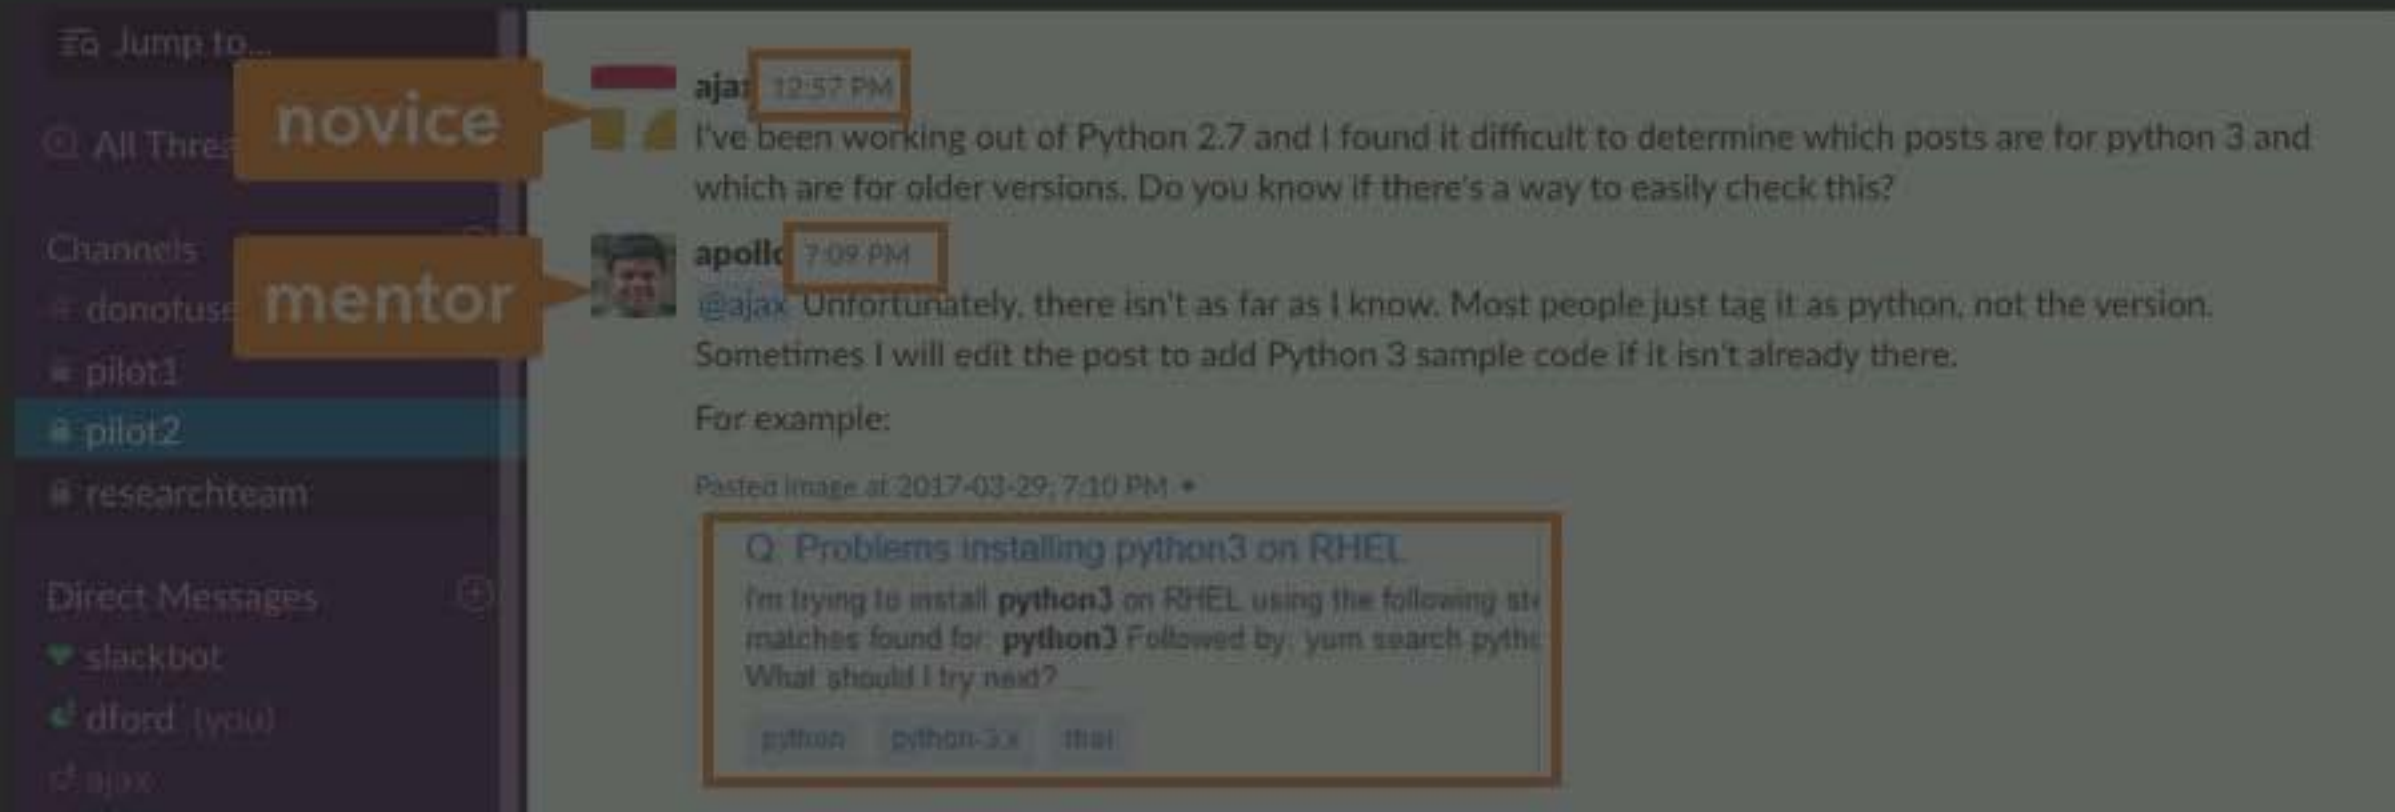 Jump to...
novice
All Threa
Channels
mentor
donotuse
pilot1
pilot2
researchteam
Direct Messages
slackbot
dford (you)
ajax
ajax 12:57 PM
I've been working out of Python 2.7 and I found it difficult to determine which posts are for python 3 and
which are for older versions. Do you know if there's a way to easily check this?
apollo 7:09 PM
@ajax Unfortunately, there isn't as far as I know. Most people just tag it as python, not the version.
Sometimes I will edit the post to add Python 3 sample code if it isn't already there.
For example:
Pasted image at 2017-03-29, 7:10 PM
Q: Problems installing python3 on RHEL
I'm trying to install python3 on RHEL using the following ste
matches found for: python3 Followed by: yum search pytho
What should I try next? ...
python python-3.x rhel